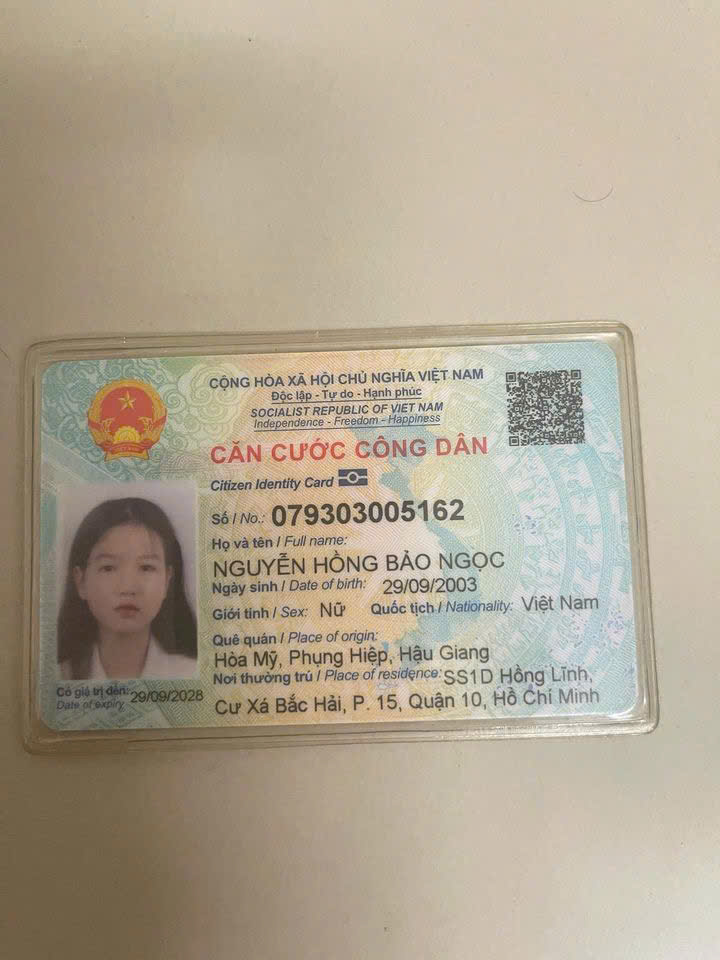 CỘNG HÒA XÃ HỘI CHỦ NGHĨA VIỆT NAM
Độc lập - Tự do - Hạnh phúc
SOCIALIST REPUBLIC OF VIET NAM
Independence - Freedom - Happiness
CĂN CƯỚC CÔNG DÂN
Citizen Identity Card
Số / No.: 079303005162
Họ và tên / Full name:
NGUYỄN HỒNG BẢO NGỌC
Ngày sinh / Date of birth: 29/09/2003
Giới tính / Sex: Nữ Quốc tịch / Nationality: Việt Nam
Quê quán / Place of origin:
Hòa Mỹ, Phụng Hiệp, Hậu Giang
Nơi thường trú / Place of residence: SS1D Hồng Lĩnh,
Cư Xá Bắc Hải, P. 15, Quận 10, Hồ Chí Minh
Có giá trị đến: 29/09/2028
Date of expiry